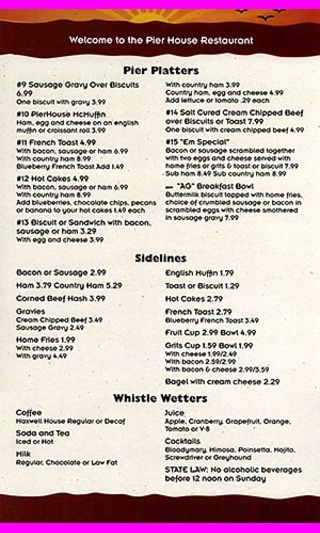 Welcome to the Pier House Restaurant
Pier Platters
#9 Sausage Gravy Over Biscuits
6.99
One biscuit with gravy 3.99
#10 PierHouse McMuffin
Ham, egg and cheese on an english
muffin or croissant roll 3.99
#11 French Toast 4.99
With bacon, sausage, or ham 6.99
With country ham 8.99
Blueberry French Toast Add 1.49
#12 Hot Cakes 4.99
With bacon, sausage, or ham 6.99
With country ham 8.99
Add blueberries, chocolate chips, pecans
or banana to your hot cakes 1.49 each
#13 Biscuit or Sandwich with bacon,
sausage or ham 3.29
With egg and cheese 3.99
With country ham 3.99
Country ham, egg and cheese 4.99
Add lettuce or tomato .29 each
#14 Salt Cured Cream Chipped Beef
over Biscuits or Toast 7.99
One biscuit with cream chipped beef 4.99
#15 "Em Special"
Bacon or sausage scrambled together
with two eggs and cheese served with
home fries or grits & toast or biscuit 7.99
Sub ham 8.49 Sub country ham 8.99
"AG" Breakfast Bowl
Buttermilk biscuit topped with home fries,
choice of crumbled sausage or bacon in
scrambled eggs with cheese smothered
in sausage gravy 7.99
Sidelines
Bacon or Sausage 2.99
Ham 3.79 Country Ham 5.29
Corned Beef Hash 3.99
Gravies
Cream Chipped Beef 3.49
Sausage Gravy 2.49
Home Fries 1.99
With cheese 2.99
With gravy 4.49
English Muffin 1.79
Toast or Biscuit 1.29
Hot Cakes 2.79
French Toast 2.79
Blueberry French Toast 3.49
Fruit Cup 2.99 Bowl 4.99
Grits Cup 1.59 Bowl 1.99
With cheese 1.99/2.49
With bacon 2.59/2.99
With bacon & cheese 2.99/3.59
Bagel with cream cheese 2.29
Whistle Wetters
Coffee
Maxwell House Regular or Decaf
Soda and Tea
Iced or Hot
Milk
Regular, Chocolate or Low Fat
Juice
Apple, Cranberry, Grapefruit, Orange,
Tomato or V-8
Cocktails
Bloodymary, Mimosa, Poinsetta, Mojito,
Screwdriver or Greyhound
STATE LAW: No alcoholic beverages
before 12 noon on Sunday